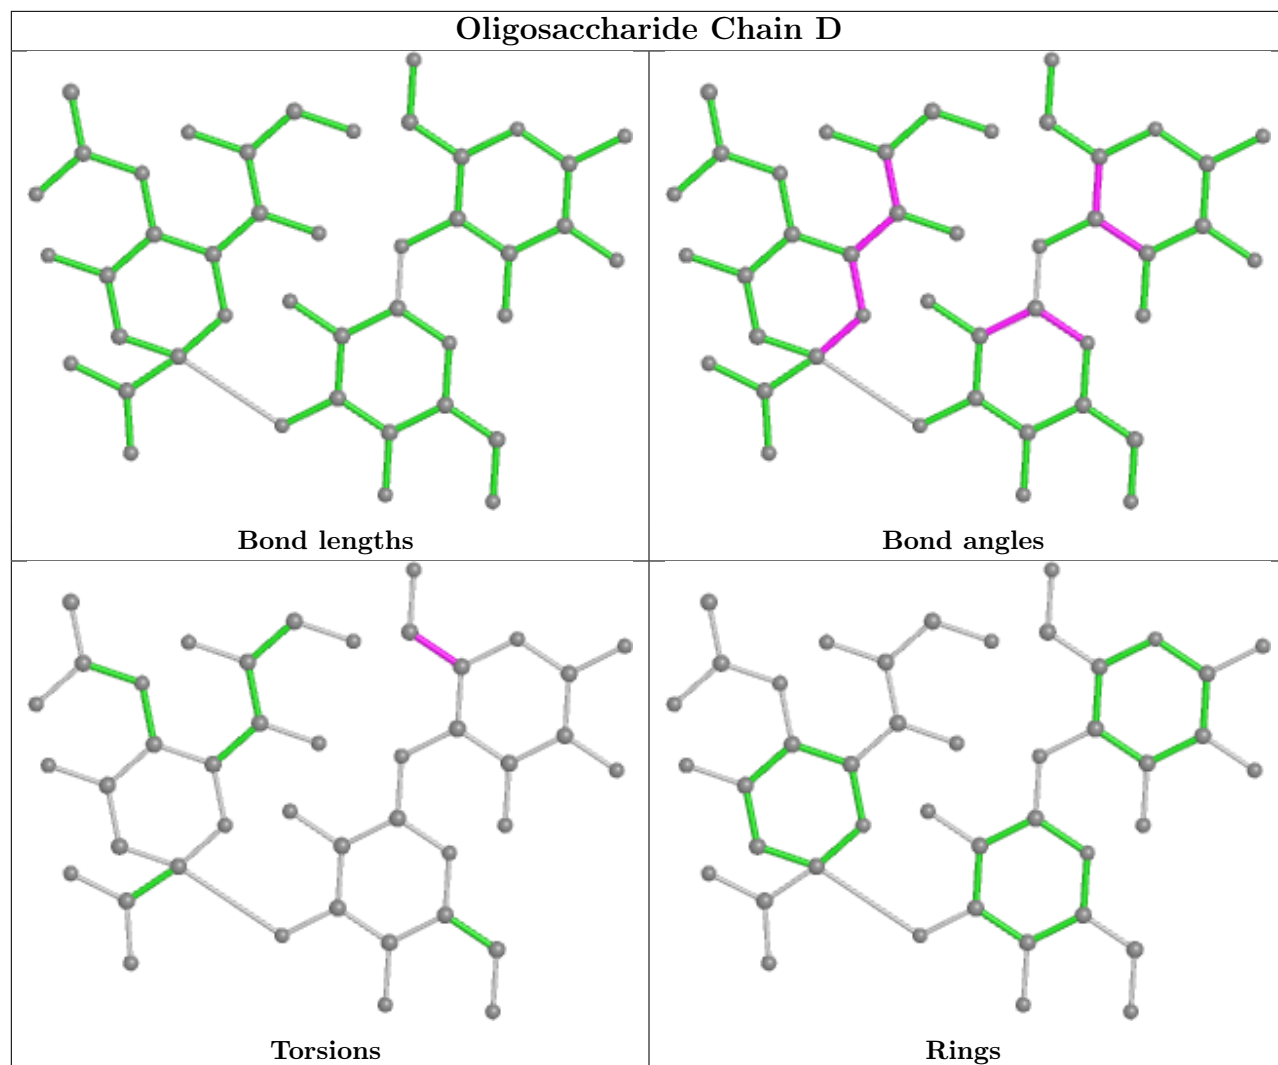 Oligosaccharide Chain D
Bond lengths
Bond angles
Torsions
Rings